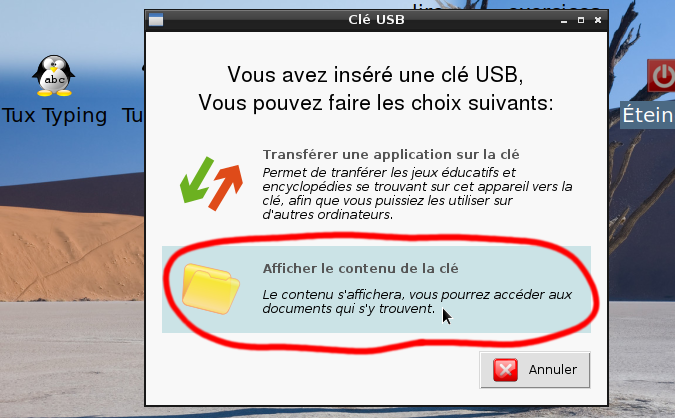 Clé USB
abc
Tux Typing
Tu
Étein
Vous avez inséré une clé USB,
Vous pouvez faire les choix suivants:
Transférer une application sur la clé
Permet de tranférer les jeux éducatifs et
encyclopédies se trouvant sur cet appareil vers la
clé, afin que vous puissiez les utiliser sur
d'autres ordinateurs.
Afficher le contenu de la clé
Le contenu s'affichera, vous pourrez accéder aux
documents qui s'y trouvent.
Annuler